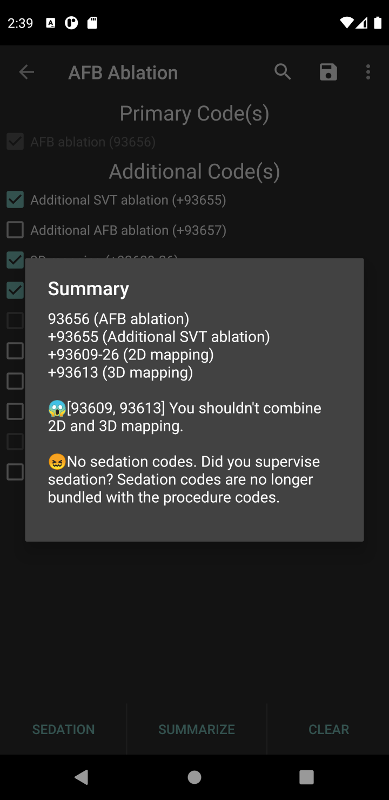 2:39
AFB Ablation
Primary Code(s)
AFB ablation (93656)
Additional Code(s)
Additional SVT ablation (+93655)
Additional AFB ablation (+93657)
Summary
93656 (AFB ablation)
+93655 (Additional SVT ablation)
+93609-26 (2D mapping)
+93613 (3D mapping)
😱[93609, 93613] You shouldn't combine
2D and 3D mapping.
😖No sedation codes. Did you supervise
sedation? Sedation codes are no longer
bundled with the procedure codes.
SEDATION
SUMMARIZE
CLEAR